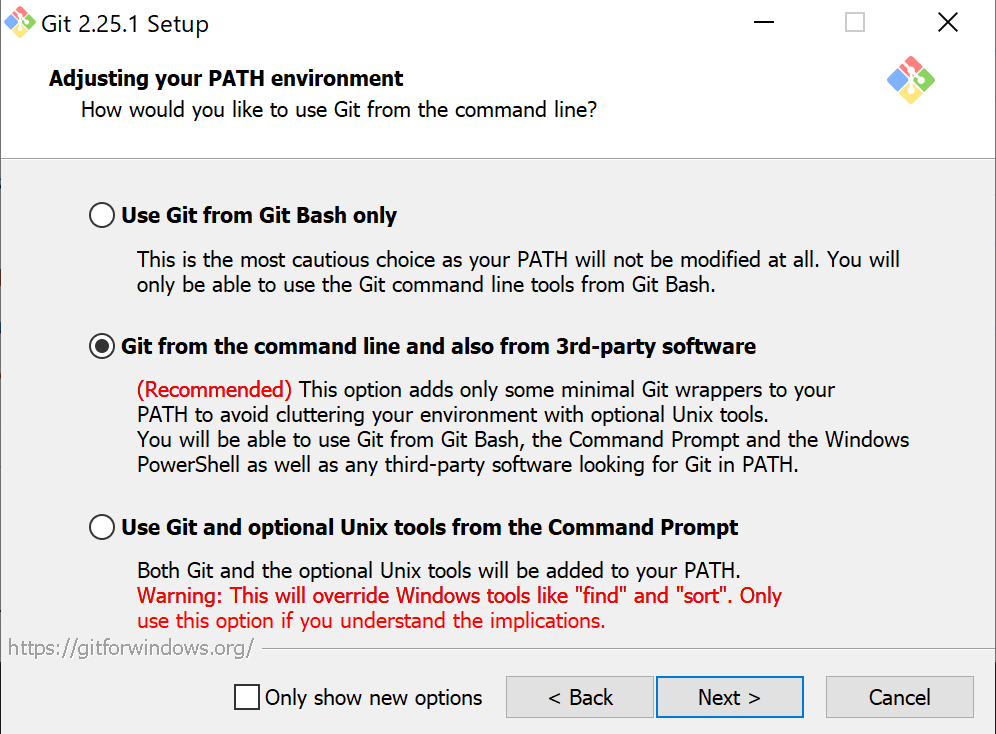 Git 2.25.1 Setup
Adjusting your PATH environment
How would you like to use Git from the command line?
Use Git from Git Bash only
This is the most cautious choice as your PATH will not be modified at all. You will
only be able to use the Git command line tools from Git Bash.
Git from the command line and also from 3rd-party software
(Recommended) This option adds only some minimal Git wrappers to your
PATH to avoid cluttering your environment with optional Unix tools.
You will be able to use Git from Git Bash, the Command Prompt and the Windows
PowerShell as well as any third-party software looking for Git in PATH.
Use Git and optional Unix tools from the Command Prompt
Both Git and the optional Unix tools will be added to your PATH.
Warning: This will override Windows tools like "find" and "sort". Only
use this option if you understand the implications.
https://gitforwindows.org/
Only show new options
< Back
Next >
Cancel